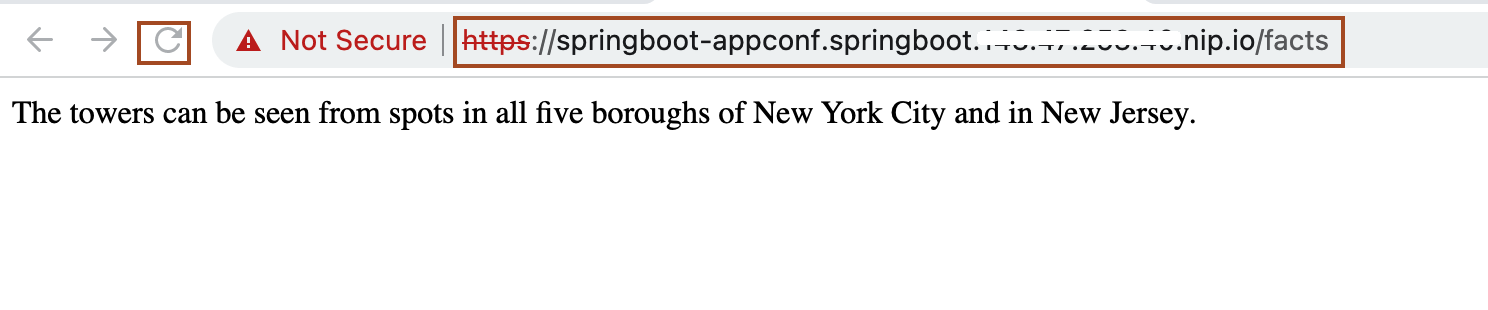 Not Secure | https://springboot-appconf.springboot. .nip.io/facts
The towers can be seen from spots in all five boroughs of New York City and in New Jersey.